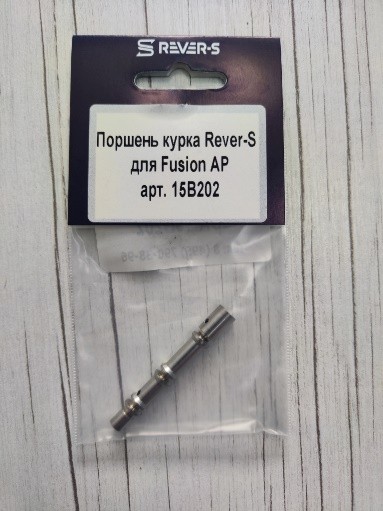 REVER-S
Поршень курка Rever-S
для Fusion AP
арт. 15B202